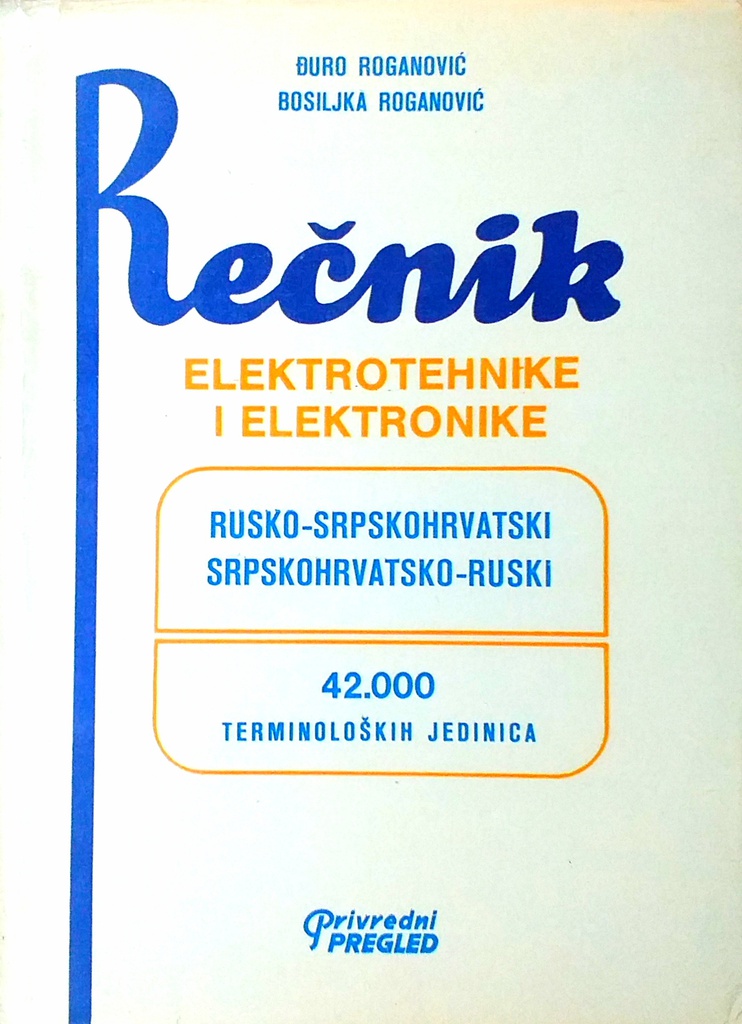 ĐURO ROGANOVIĆ
BOSILJKA ROGANOVIĆ
Rečnik
ELEKTROTEHNIKE
I ELEKTRONIKE
RUSKO-SRPSKOHRVATSKI
SRPSKOHRVATSKO-RUSKI
42.000
TERMINOLOŠKIH JEDINICA
Privredni
PREGLED